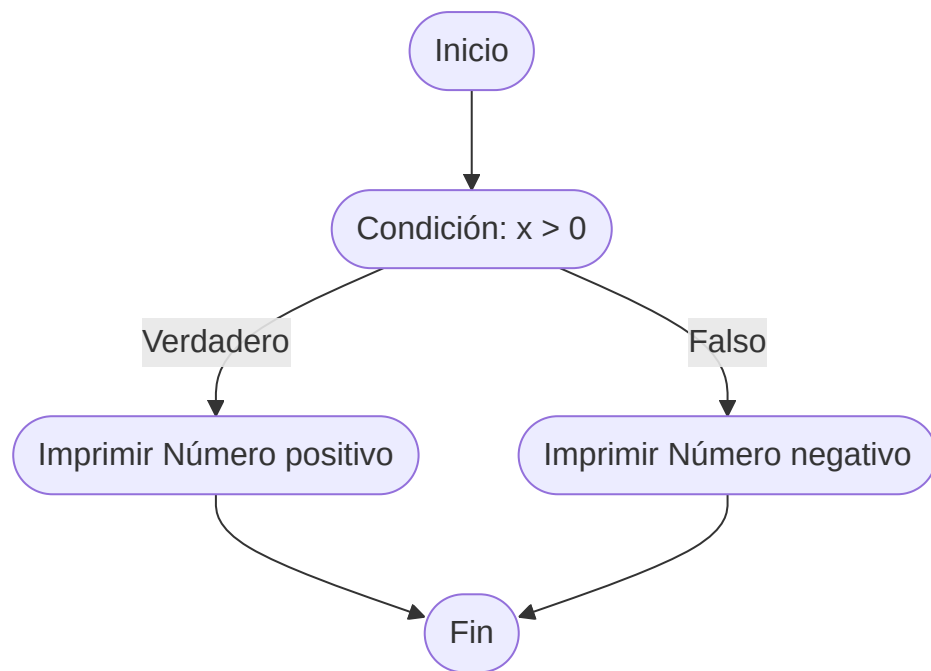 Inicio
Condición: x > 0
Verdadero
Falso
Imprimir Número positivo
Imprimir Número negativo
Fin